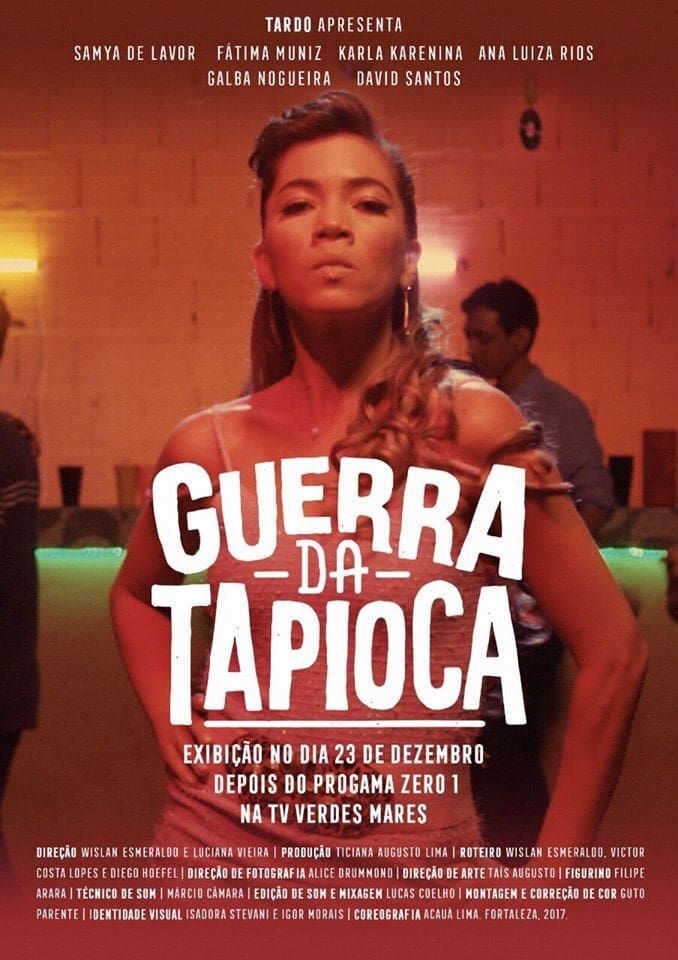 TARDO APRESENTA
SAMYA DE LAVOR FÁTIMA MUNIZ KARLA KARENINA ANA LUIZA RIOS
GALBA NOGUEIRA DAVID SANTOS
GUERRA
DA
TAPIOCA
EXIBIÇÃO NO DIA 23 DE DEZEMBRO
DEPOIS DO PROGAMA ZERO 1
NA TV VERDES MARES
DIREÇÃO WISLAN ESMERALDO E LUCIANA VIEIRA | PRODUÇÃO TICIANA AUGUSTO LIMA | ROTEIRO WISLAN ESMERALDO, VICTOR
COSTA LOPES E DIEGO HOEFEL | DIREÇÃO DE FOTOGRAFIA ALICE DRUMMOND | DIREÇÃO DE ARTE TAÍS AUGUSTO | FIGURINO FILIPE
ARARA | TÉCNICO DE SOM | MÁRCIO CÂMARA | EDIÇÃO DE SOM E MIXAGEM LUCAS COELHO | MONTAGEM E CORREÇÃO DE COR GUTO
PARENTE | IDENTIDADE VISUAL ISADORA STEVANI E IGOR MORAIS | COREOGRAFIA ACAUÃ LIMA. FORTALEZA, 2017.